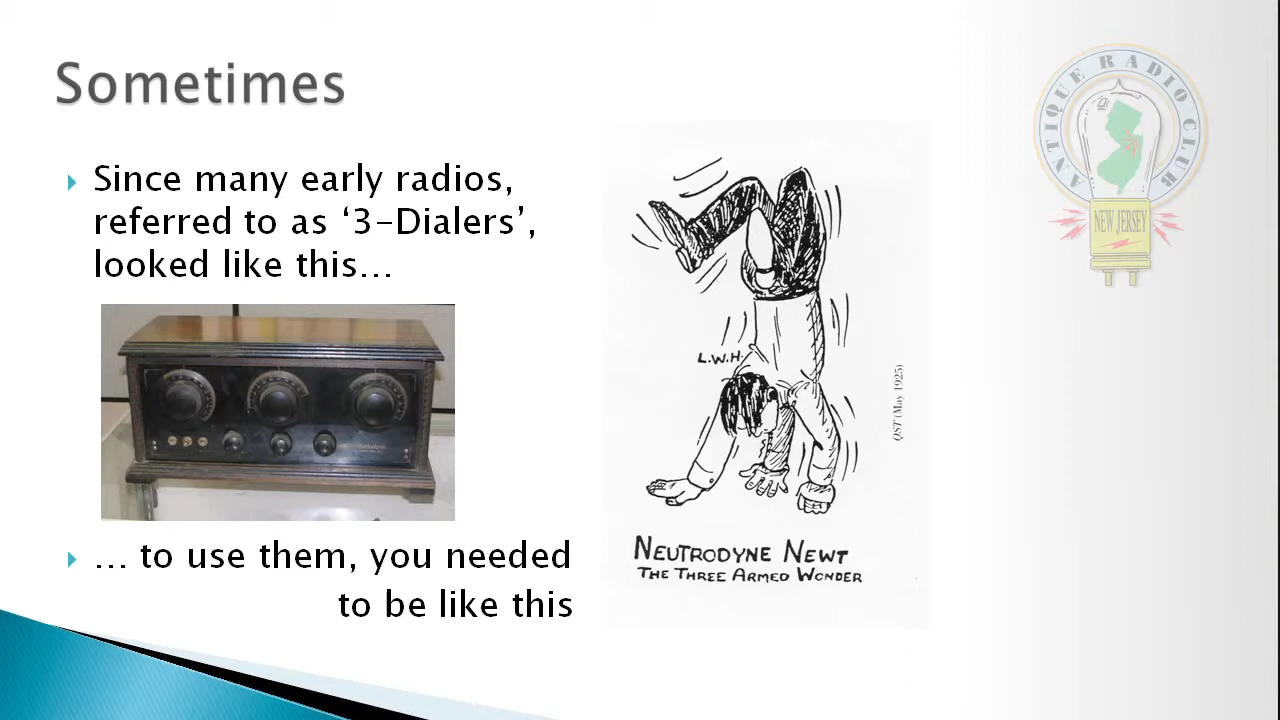 Sometimes
Since many early radios,
referred to as ‘3-Dialers’,
looked like this…
… to use them, you needed
to be like this
L.W.H.
QST (May 1925)
NEUTRODYNE NEWT
THE THREE ARMED WONDER
ANTIQUE RADIO CLUB
NEW JERSEY